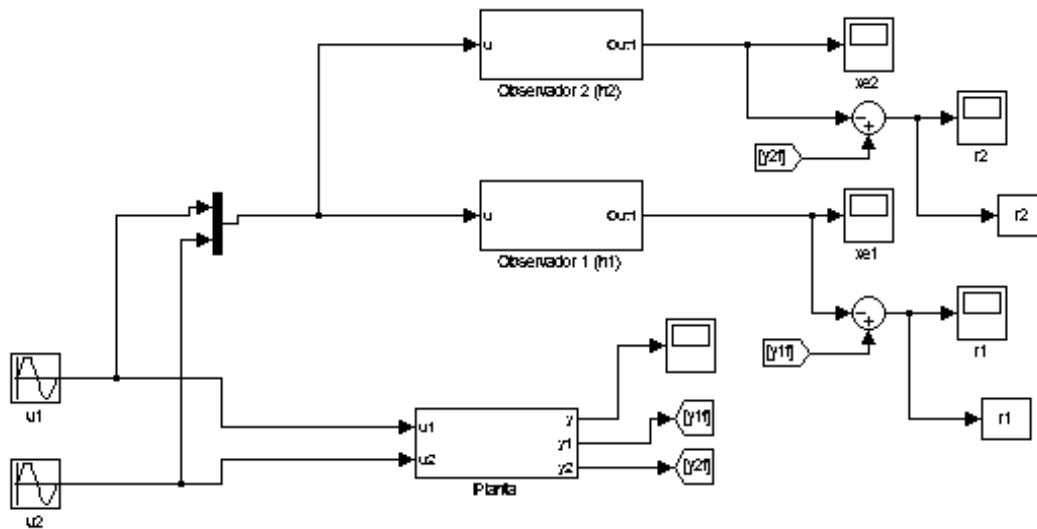 u
Out1
Observador 2 (h2)
xe2
[y2f]
r2
r2
u
Out1
Observador 1 (h1)
xe1
[y1f]
r1
r1
u1
u2
u1
u2
y
y1
y2
Planta
[y1f]
[y2f]